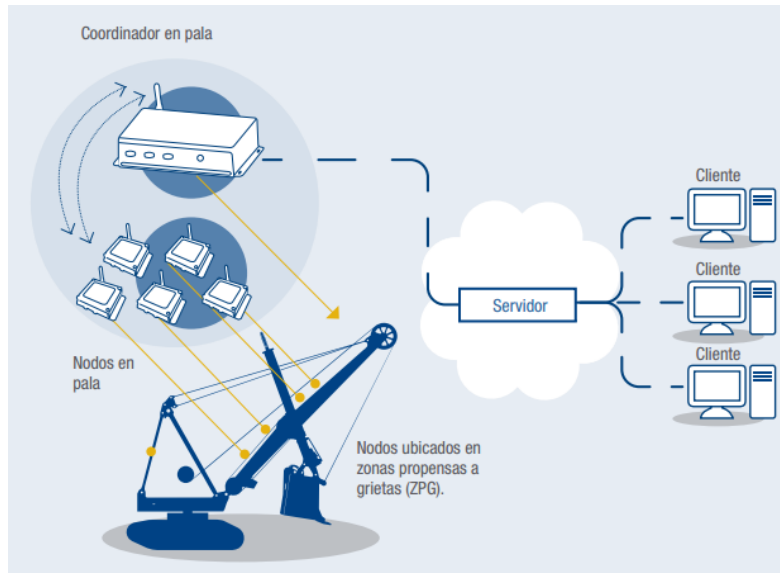 Coordinador en pala
Cliente
Cliente
Servidor
Cliente
Nodos en
pala
Nodos ubicados en
zonas propensas a
grietas (ZPG).